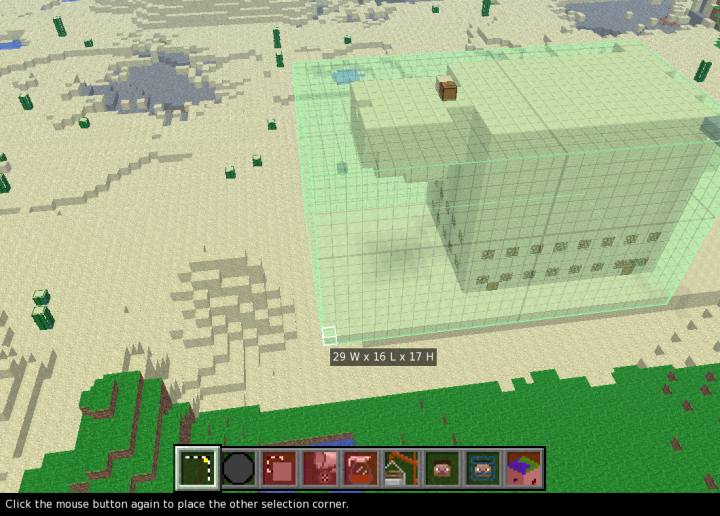 29 W x 16 L x 17 H
Click the mouse button again to place the other selection corner.